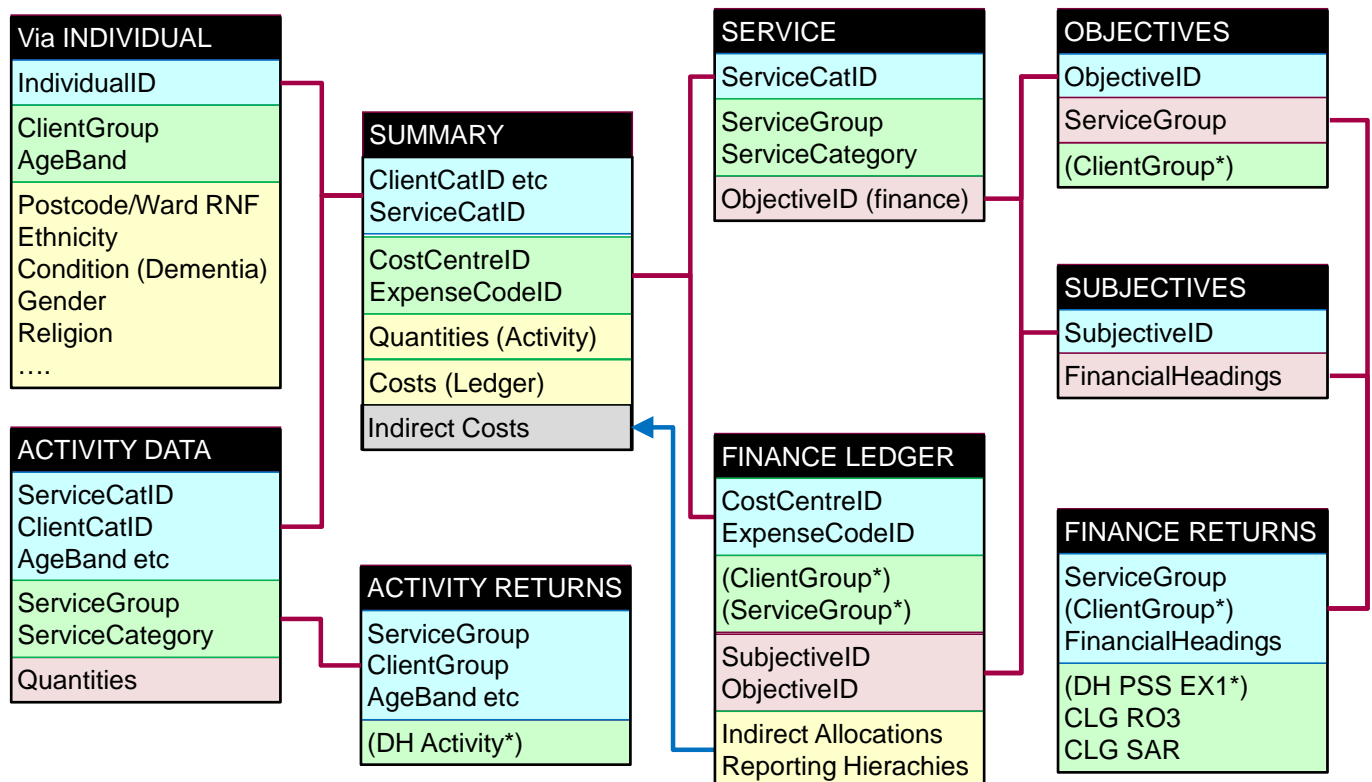 Via INDIVIDUAL
IndividualID
ClientGroup
AgeBand
Postcode/Ward RNF
Ethnicity
Condition (Dementia)
Gender
Religion
….
ACTIVITY DATA
ServiceCatID
ClientCatID
AgeBand etc
ServiceGroup
ServiceCategory
Quantities
SUMMARY
ClientCatID etc
ServiceCatID
CostCentreID
ExpenseCodeID
Quantities (Activity)
Costs (Ledger)
Indirect Costs
ACTIVITY RETURNS
ServiceGroup
ClientGroup
AgeBand etc
(DH Activity*)
SERVICE
ServiceCatID
ServiceGroup
ServiceCategory
ObjectiveID (finance)
FINANCE LEDGER
CostCentreID
ExpenseCodeID
(ClientGroup*)
(ServiceGroup*)
SubjectiveID
ObjectiveID
Indirect Allocations
Reporting Hierachies
OBJECTIVES
ObjectiveID
ServiceGroup
(ClientGroup*)
SUBJECTIVES
SubjectiveID
FinancialHeadings
FINANCE RETURNS
ServiceGroup
(ClientGroup*)
FinancialHeadings
(DH PSS EX1*)
CLG RO3
CLG SAR